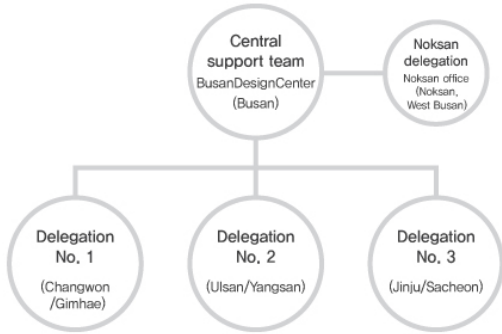 Central
support team
BusanDesignCenter
(Busan)
Noksan
delegation
Noksan office
(Noksan,
West Busan)
Delegation
No. 1
(Changwon
/Gimhae)
Delegation
No. 2
(Ulsan/Yangsan)
Delegation
No. 3
(Jinju/Sacheon)